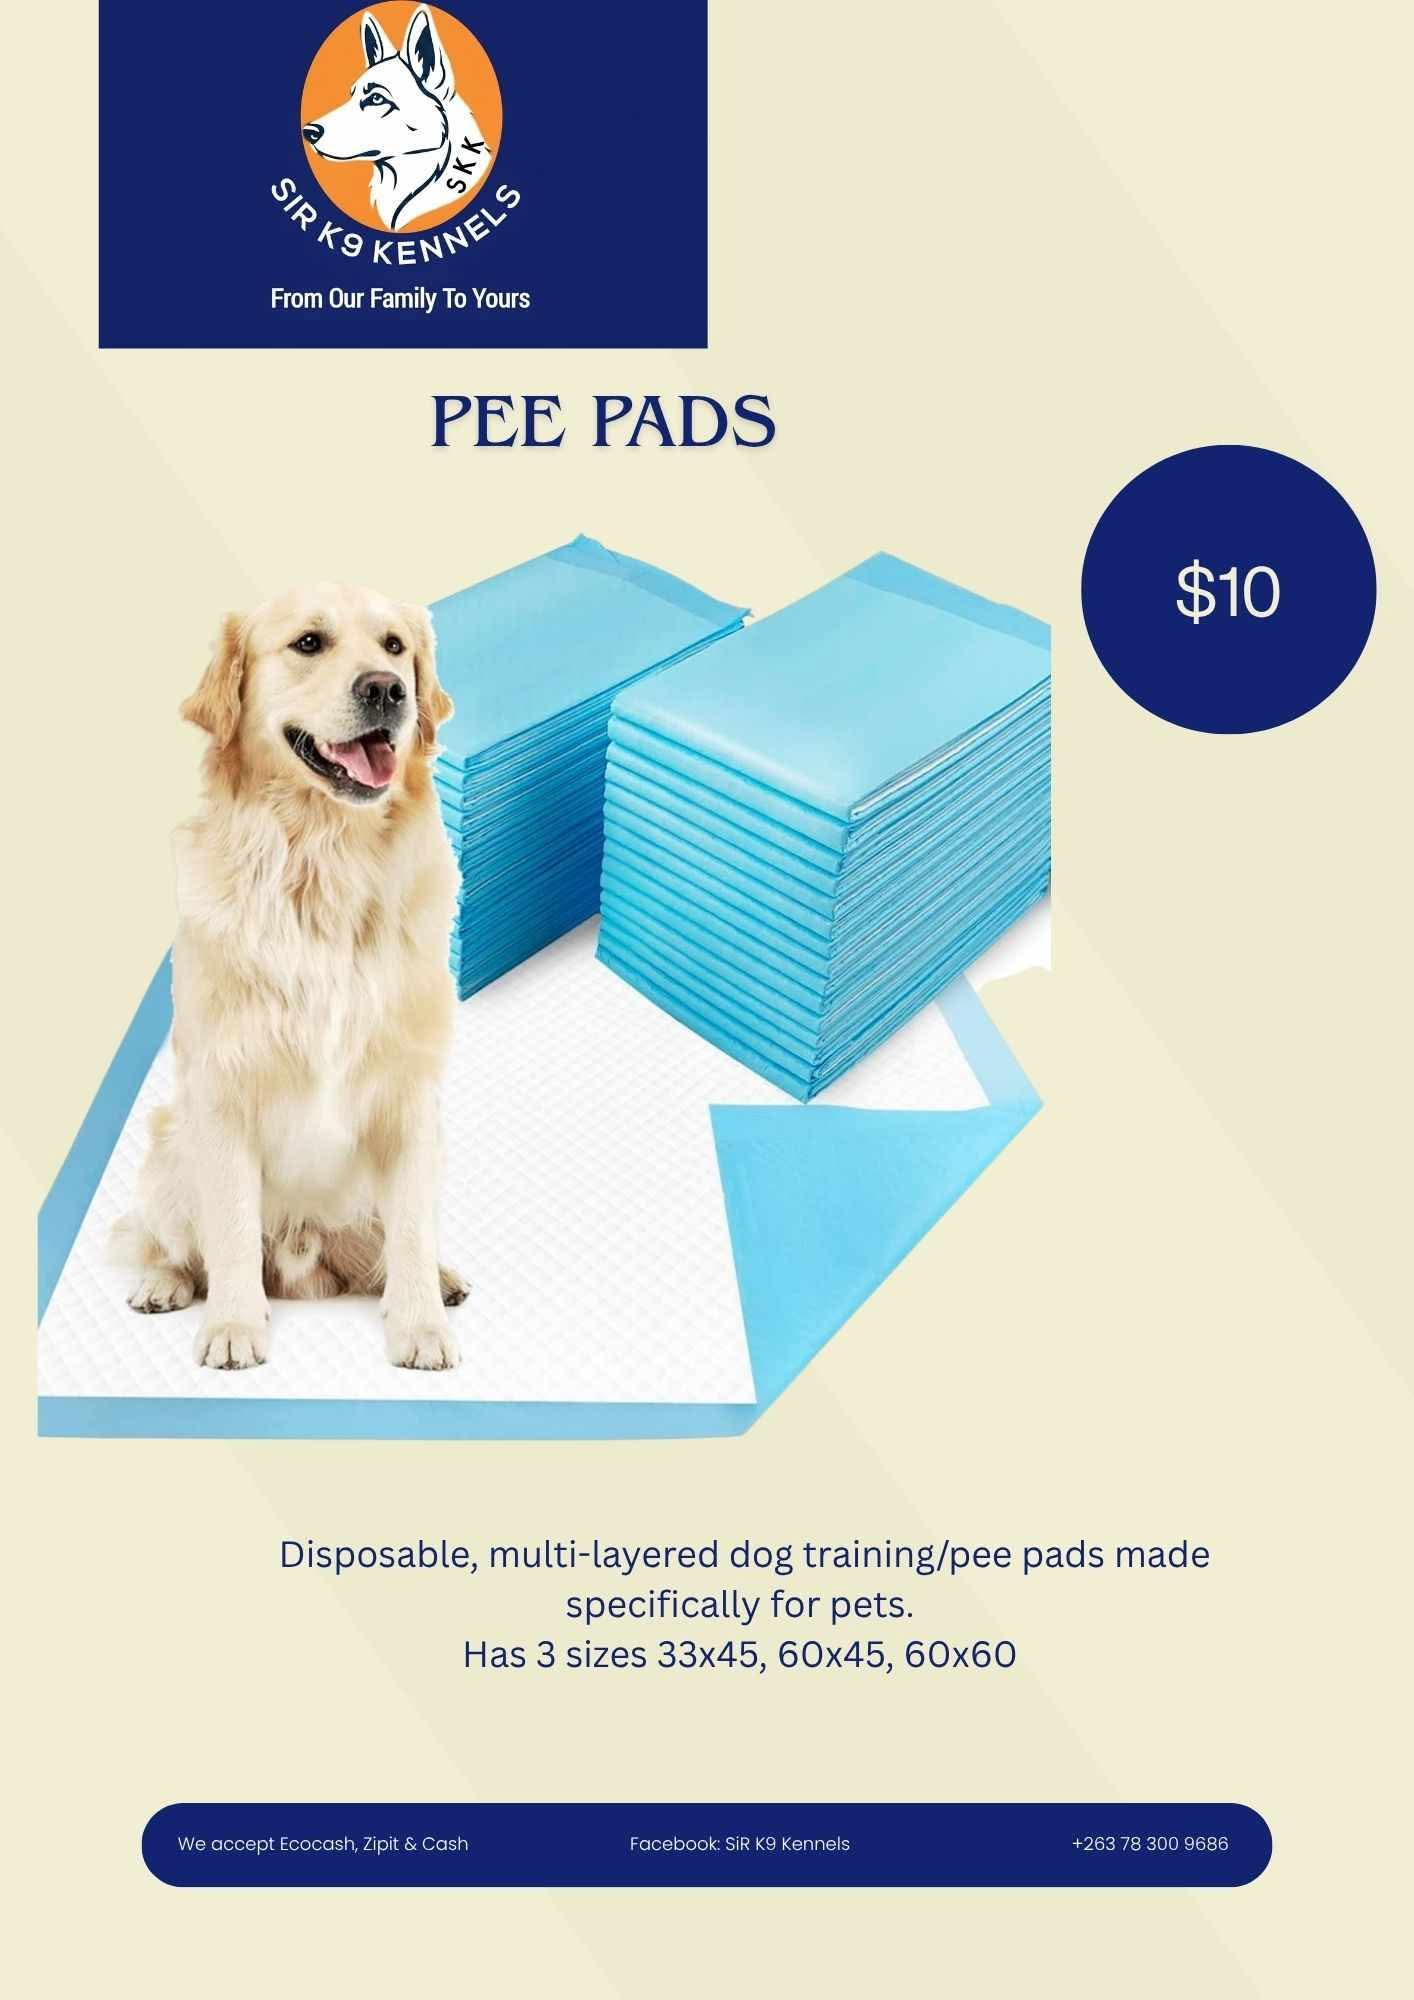 SKK
SIR K9 KENNELS
From Our Family To Yours
PEE PADS
$10
Disposable, multi-layered dog training/pee pads made
specifically for pets.
Has 3 sizes 33x45, 60x45, 60x60
We accept Ecocash, Zipit & Cash
Facebook: SiR K9 Kennels
+263 78 300 9686